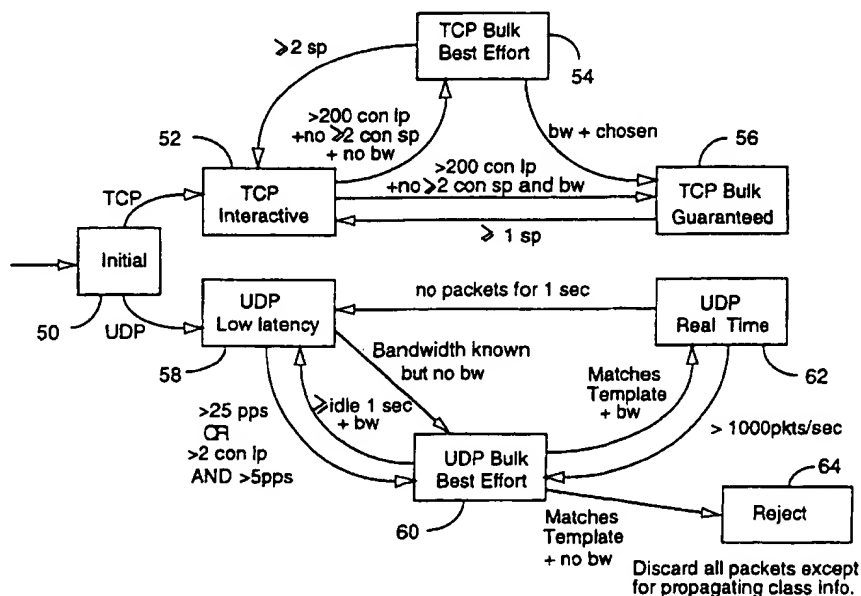 TCP Bulk
Best Effort
54
⩾2 sp
>200 con lp
+no ⩾2 con sp
+ no bw
bw + chosen
52
56
TCP
Interactive
>200 con lp
+no ⩾2 con sp and bw
TCP Bulk
Guaranteed
⩾ 1 sp
TCP
Initial
50
UDP
UDP
Low latency
58
no packets for 1 sec
UDP
Real Time
62
Bandwidth known
but no bw
Matches
Template
+ bw
> 1000pkts/sec
⩾idle 1 sec
+ bw
>25 pps
OR
>2 con lp
AND >5pps
UDP Bulk
Best Effort
60
Matches
Template
+ no bw
64
Reject
Discard all packets except
for propagating class info.